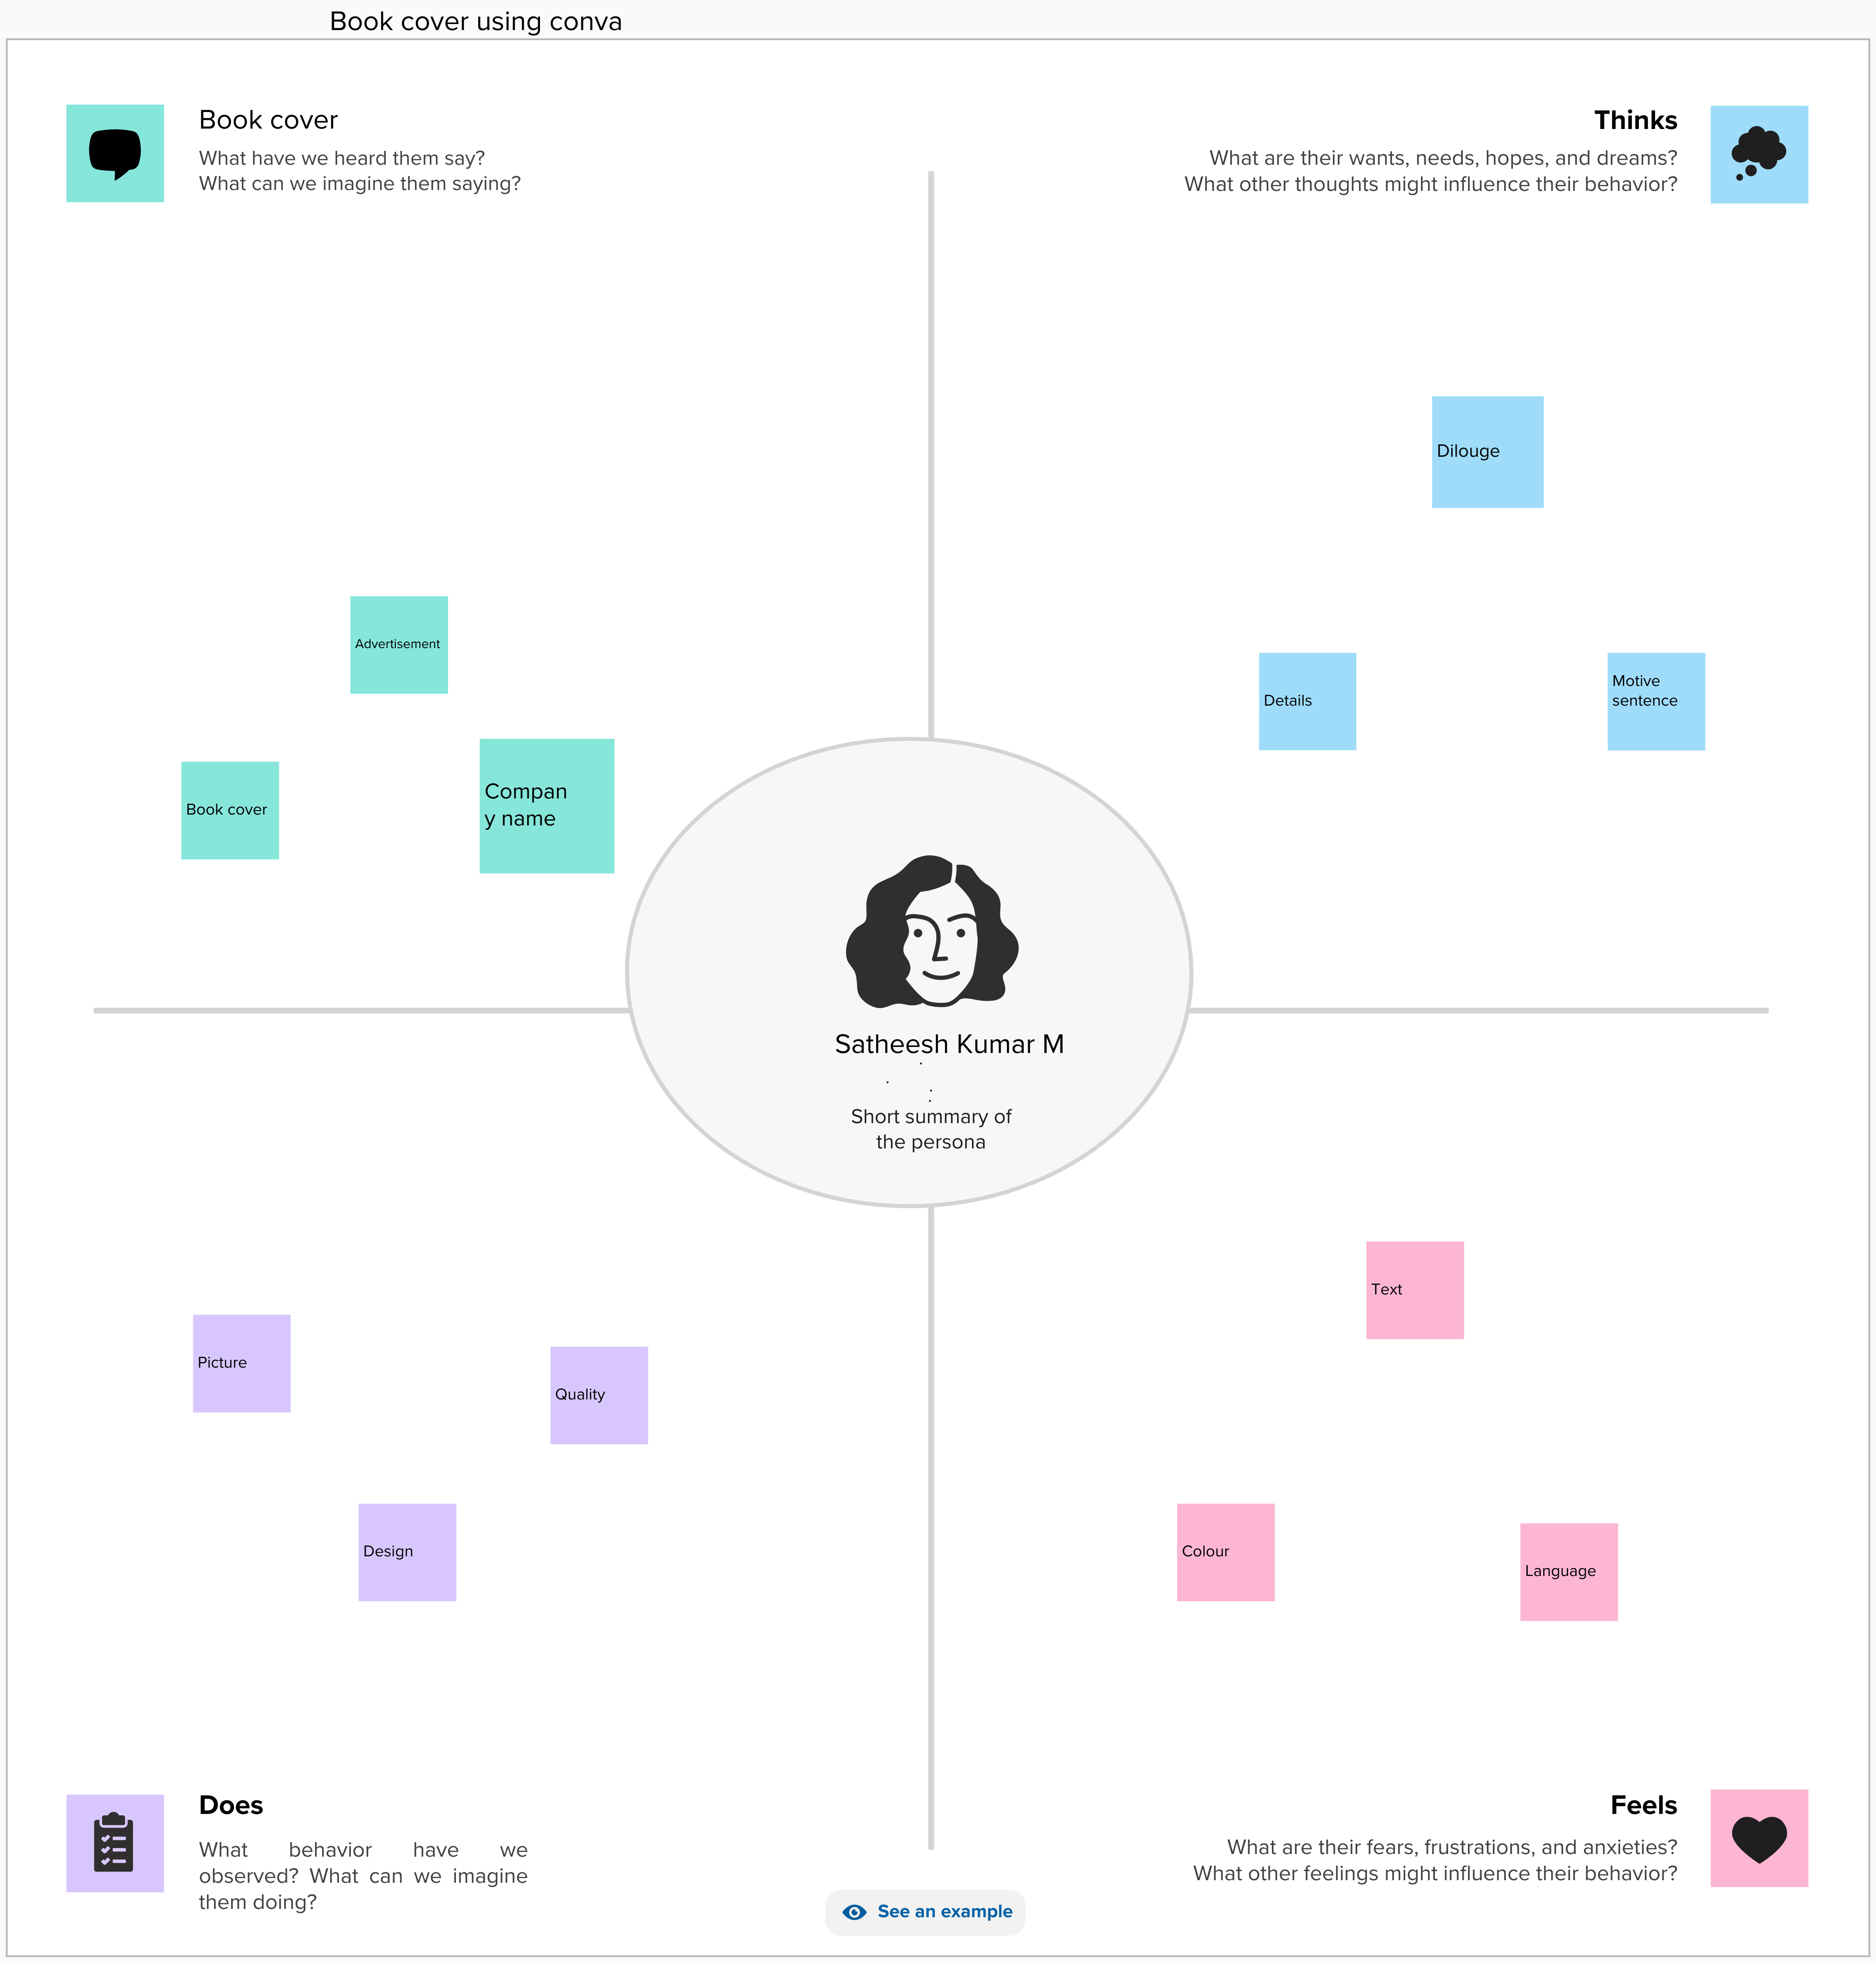 Book cover using conva
Book cover
What have we heard them say?
What can we imagine them saying?
Thinks
What are their wants, needs, hopes, and dreams?
What other thoughts might influence their behavior?
Dilouge
Advertisement
Details
Motive
sentence
Book cover
Compan
y name
Satheesh Kumar M
Short summary of
the persona
Text
Picture
Quality
Design
Colour
Language
Does
What behavior have we
observed? What can we imagine
them doing?
Feels
What are their fears, frustrations, and anxieties?
What other feelings might influence their behavior?
See an example